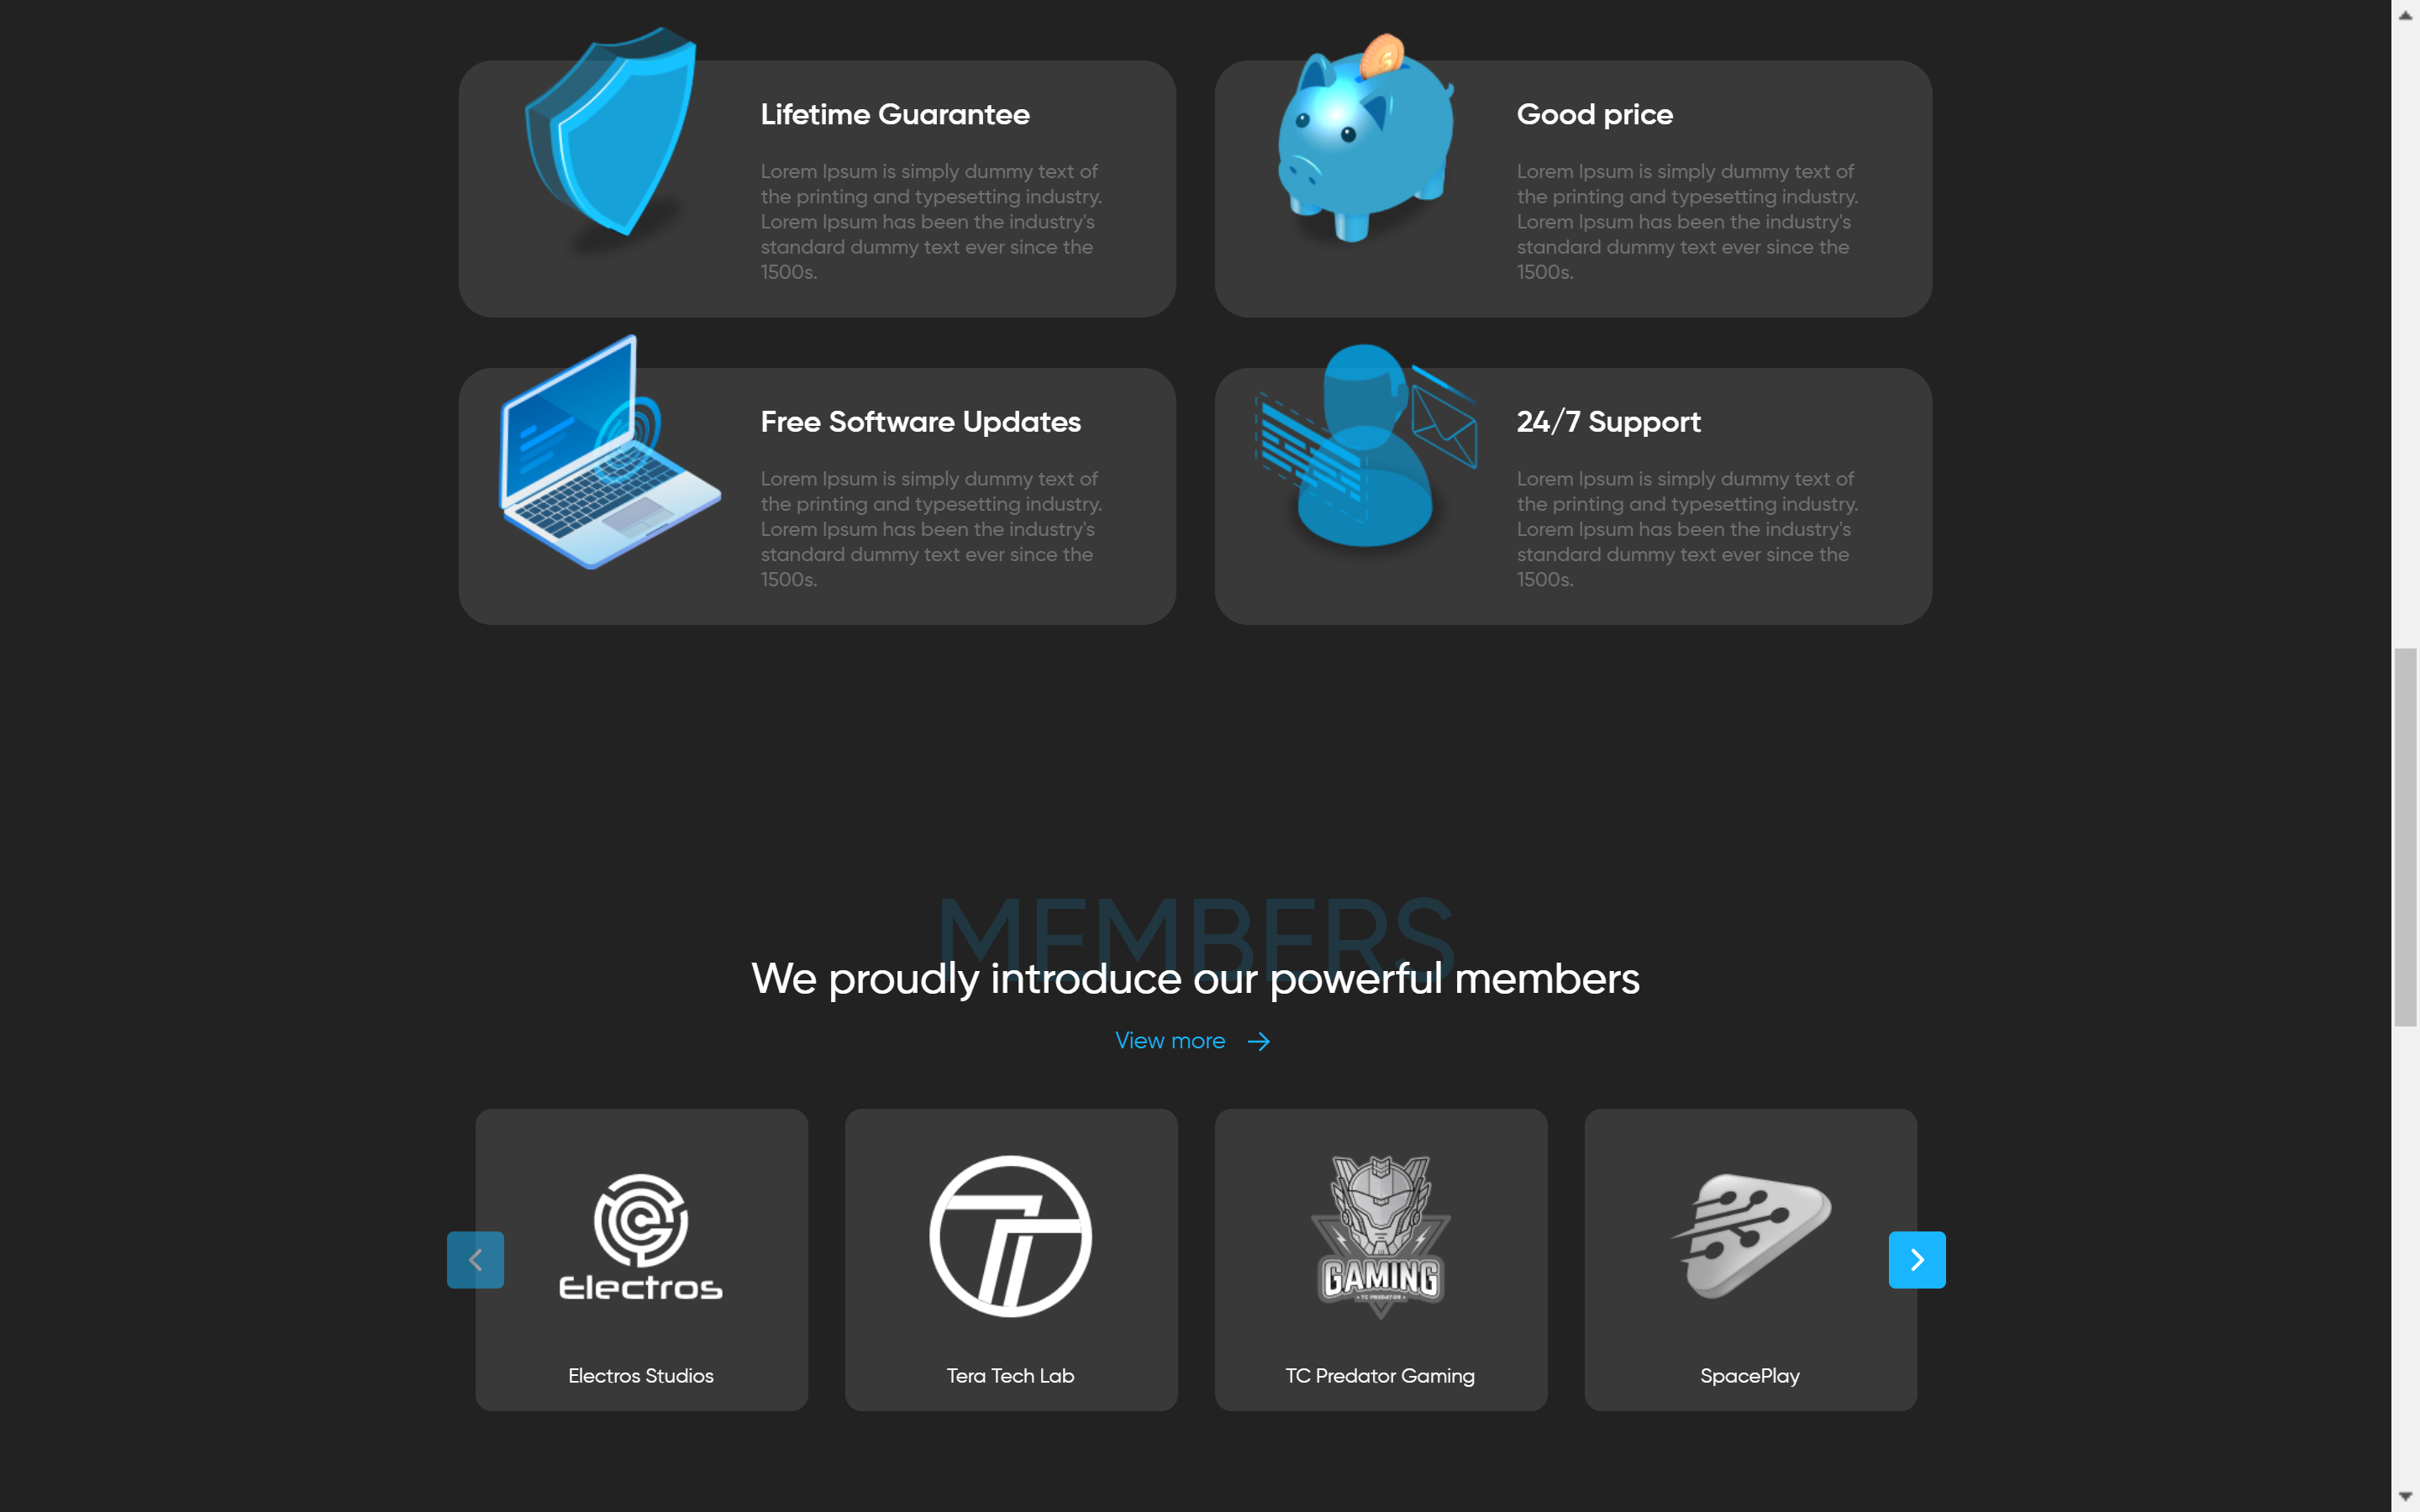 Lifetime Guarantee
Lorem Ipsum is simply dummy text of
the printing and typesetting industry.
Lorem Ipsum has been the industry's
standard dummy text ever since the
1500s.
Good price
Lorem Ipsum is simply dummy text of
the printing and typesetting industry.
Lorem Ipsum has been the industry's
standard dummy text ever since the
1500s.
Free Software Updates
Lorem Ipsum is simply dummy text of
the printing and typesetting industry.
Lorem Ipsum has been the industry's
standard dummy text ever since the
1500s.
24/7 Support
Lorem Ipsum is simply dummy text of
the printing and typesetting industry.
Lorem Ipsum has been the industry's
standard dummy text ever since the
1500s.
MEMBERS
We proudly introduce our powerful members
View more
Electros
Electros Studios
Tera Tech Lab
GAMING
TC PREDATOR
TC Predator Gaming
SpacePlay